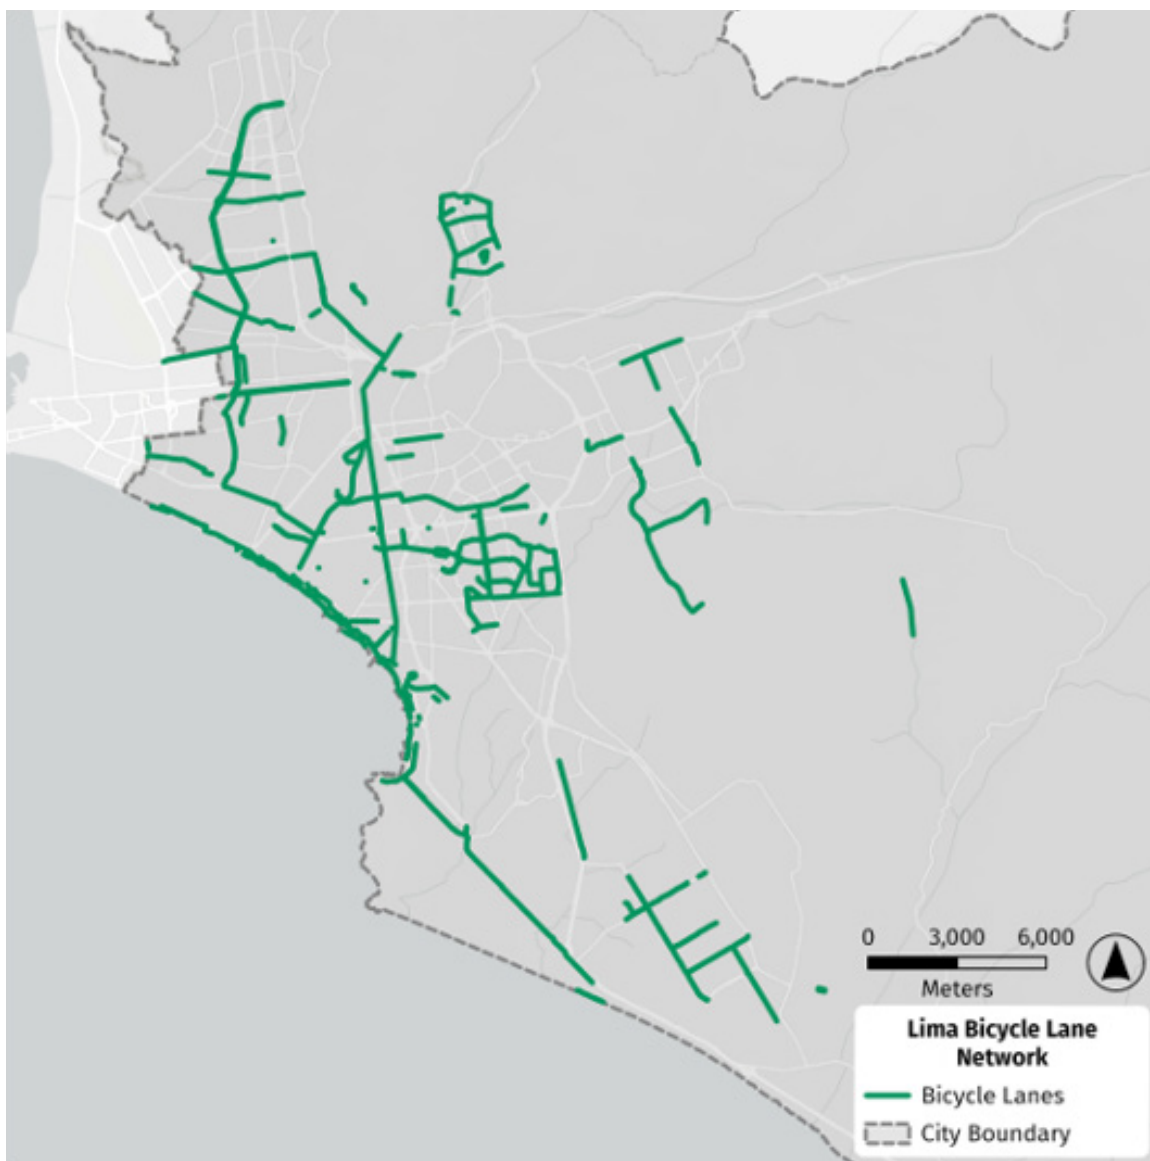 0 3,000 6,000
Meters
Lima Bicycle Lane
Network
Bicycle Lanes
City Boundary